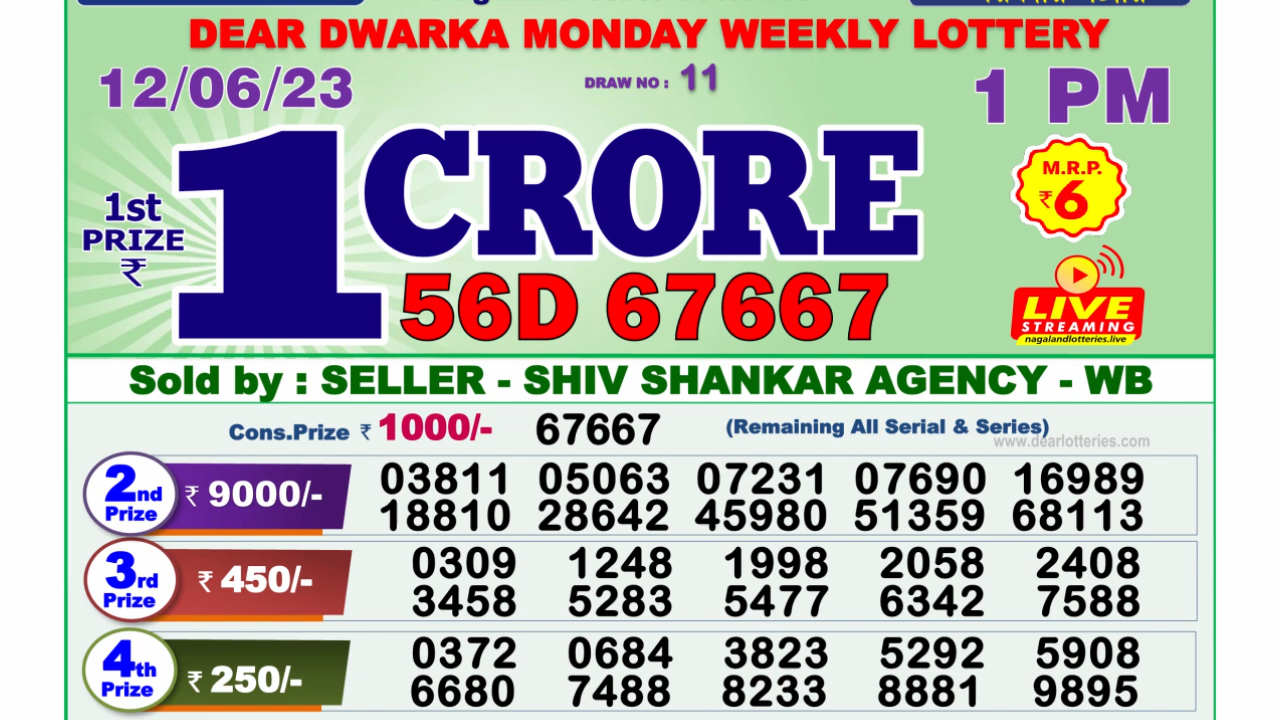 DEAR DWARKA MONDAY WEEKLY LOTTERY
12/06/23
DRAW NO : 11
1 PM
1st PRIZE ₹ 1 CRORE
M.R.P. ₹6
56D 67667
LIVE
STREAMING
nagalandlotteries.live
Sold by : SELLER - SHIV SHANKAR AGENCY - WB
Cons.Prize ₹ 1000/- 67667 (Remaining All Serial & Series)
www.dearlotteries.com
2nd Prize ₹ 9000/-
03811 05063 07231 07690 16989
18810 28642 45980 51359 68113
3rd Prize ₹ 450/-
0309 1248 1998 2058 2408
3458 5283 5477 6342 7588
4th Prize ₹ 250/-
0372 0684 3823 5292 5908
6680 7488 8233 8881 9895